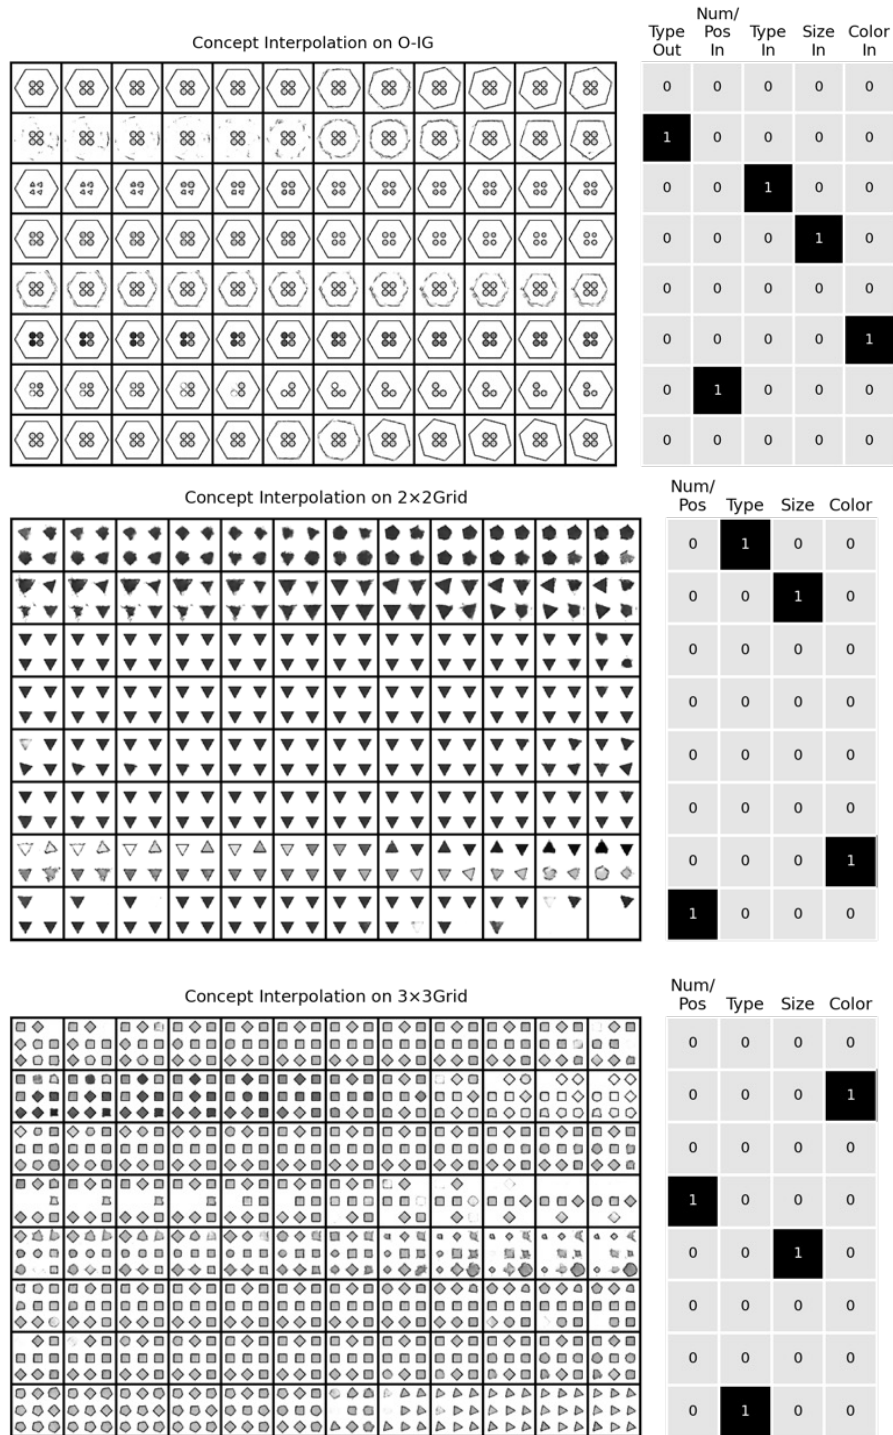 Concept Interpolation on O-IG
Type Out Num/ Pos In Type In Size In Color In
0 0 0 0 0
1 0 0 0 0
0 0 1 0 0
0 0 0 1 0
0 0 0 0 0
0 0 0 0 1
0 1 0 0 0
0 0 0 0 0
Concept Interpolation on 2×2Grid
Num/ Pos Type Size Color
0 1 0 0
0 0 1 0
0 0 0 0
0 0 0 0
0 0 0 0
0 0 0 0
0 0 0 1
1 0 0 0
Concept Interpolation on 3×3Grid
Num/ Pos Type Size Color
0 0 0 0
0 0 0 1
0 0 0 0
1 0 0 0
0 0 1 0
0 0 0 0
0 0 0 0
0 1 0 0